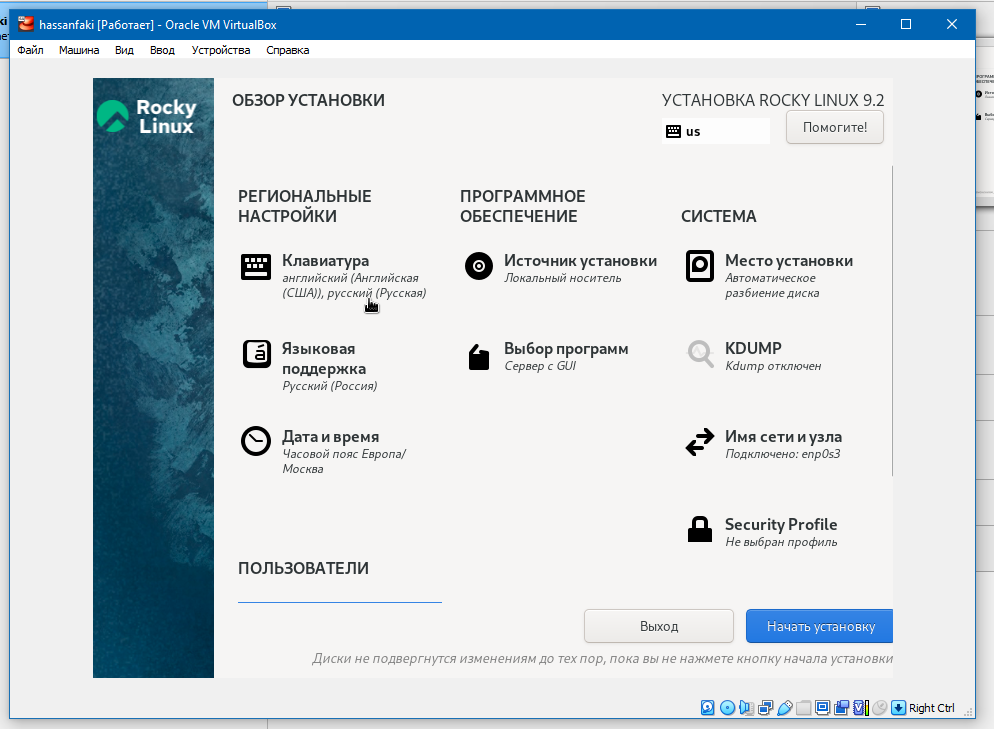 hassanfaki [Работает] - Oracle VM VirtualBox
Файл Машина Вид Ввод Устройства Справка
Rocky
Linux
ОБЗОР УСТАНОВКИ
УСТАНОВКА ROCKY LINUX 9.2
us
Помогите!
РЕГИОНАЛЬНЫЕ
НАСТРОЙКИ
Клавиатура
английский (Английская
(США)), русский (Русская)
Языковая
поддержка
Русский (Россия)
Дата и время
Часовой пояс Европа/
Москва
ПРОГРАММНОЕ
ОБЕСПЕЧЕНИЕ
Источник установки
Локальный носитель
Выбор программ
Сервер с GUI
СИСТЕМА
Место установки
Автоматическое
разбиение диска
KDUMP
Kdump отключен
Имя сети и узла
Подключено: enp0s3
Security Profile
Не выбран профиль
ПОЛЬЗОВАТЕЛИ
Выход
Начать установку
Диски не подвергнутся изменениям до тех пор, пока вы не нажмете кнопку начала установки
Right Ctrl